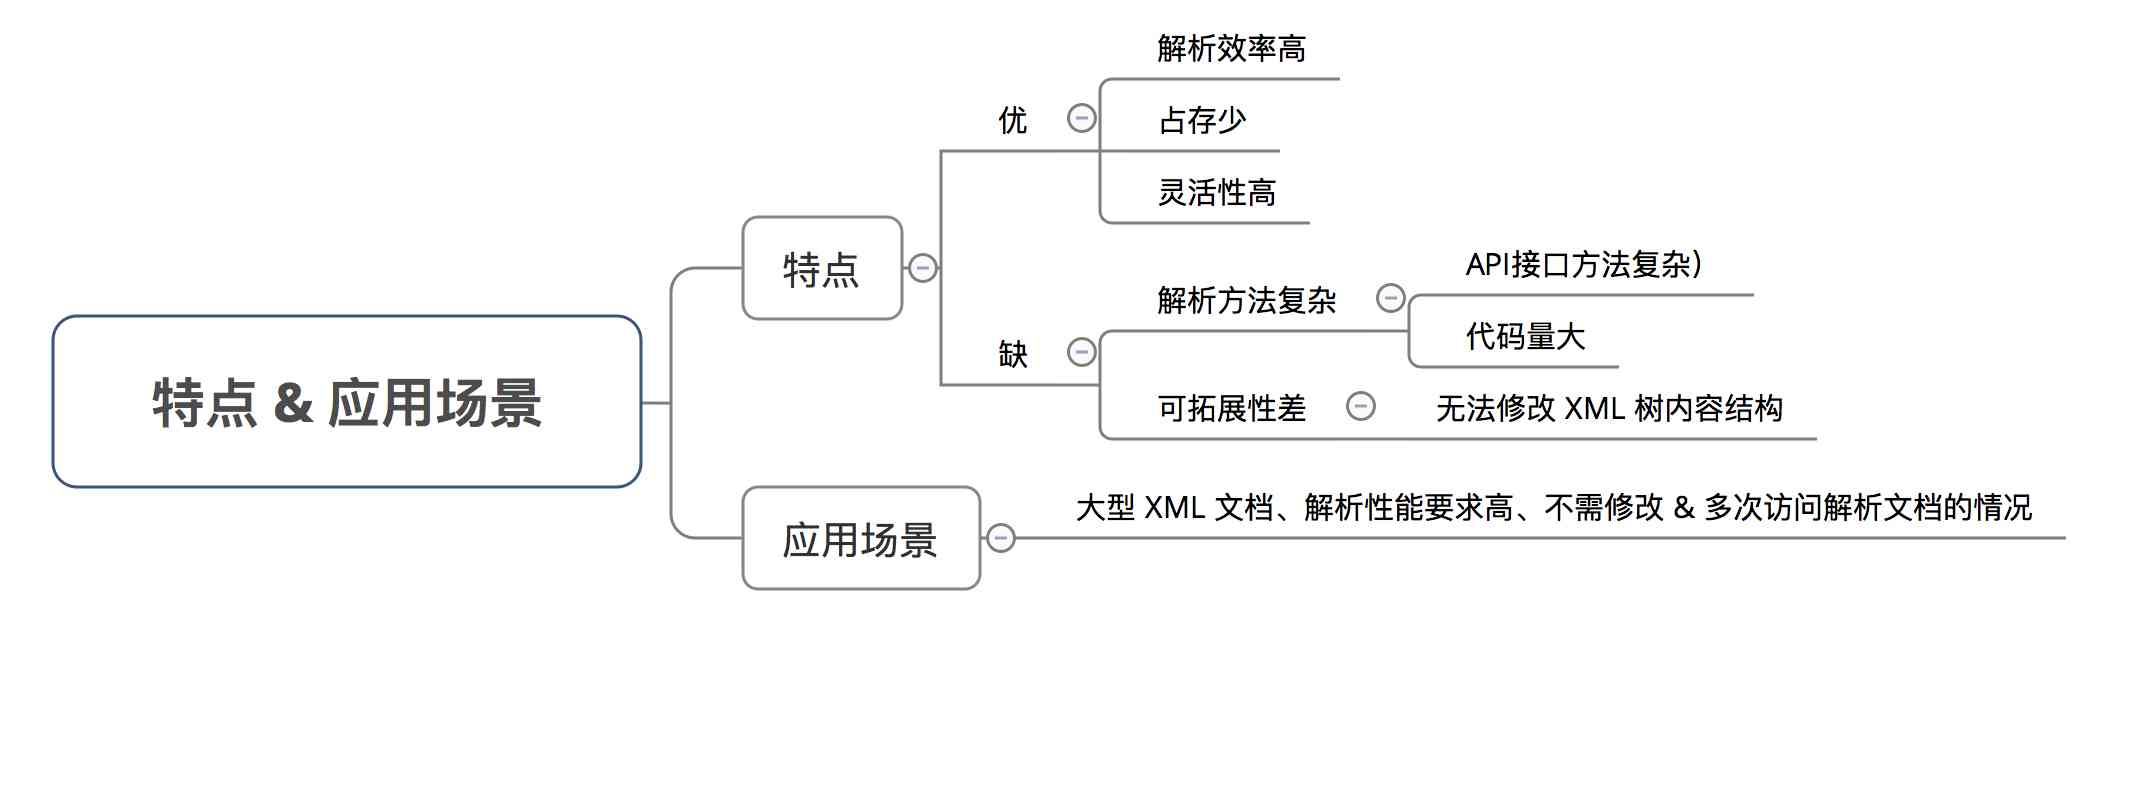 特点 & 应用场景
特点
优
解析效率高
占存少
灵活性高
缺
解析方法复杂
API接口方法复杂）
代码量大
可拓展性差
无法修改 XML 树内容结构
应用场景
大型 XML 文档、解析性能要求高、不需修改 & 多次访问解析文档的情况